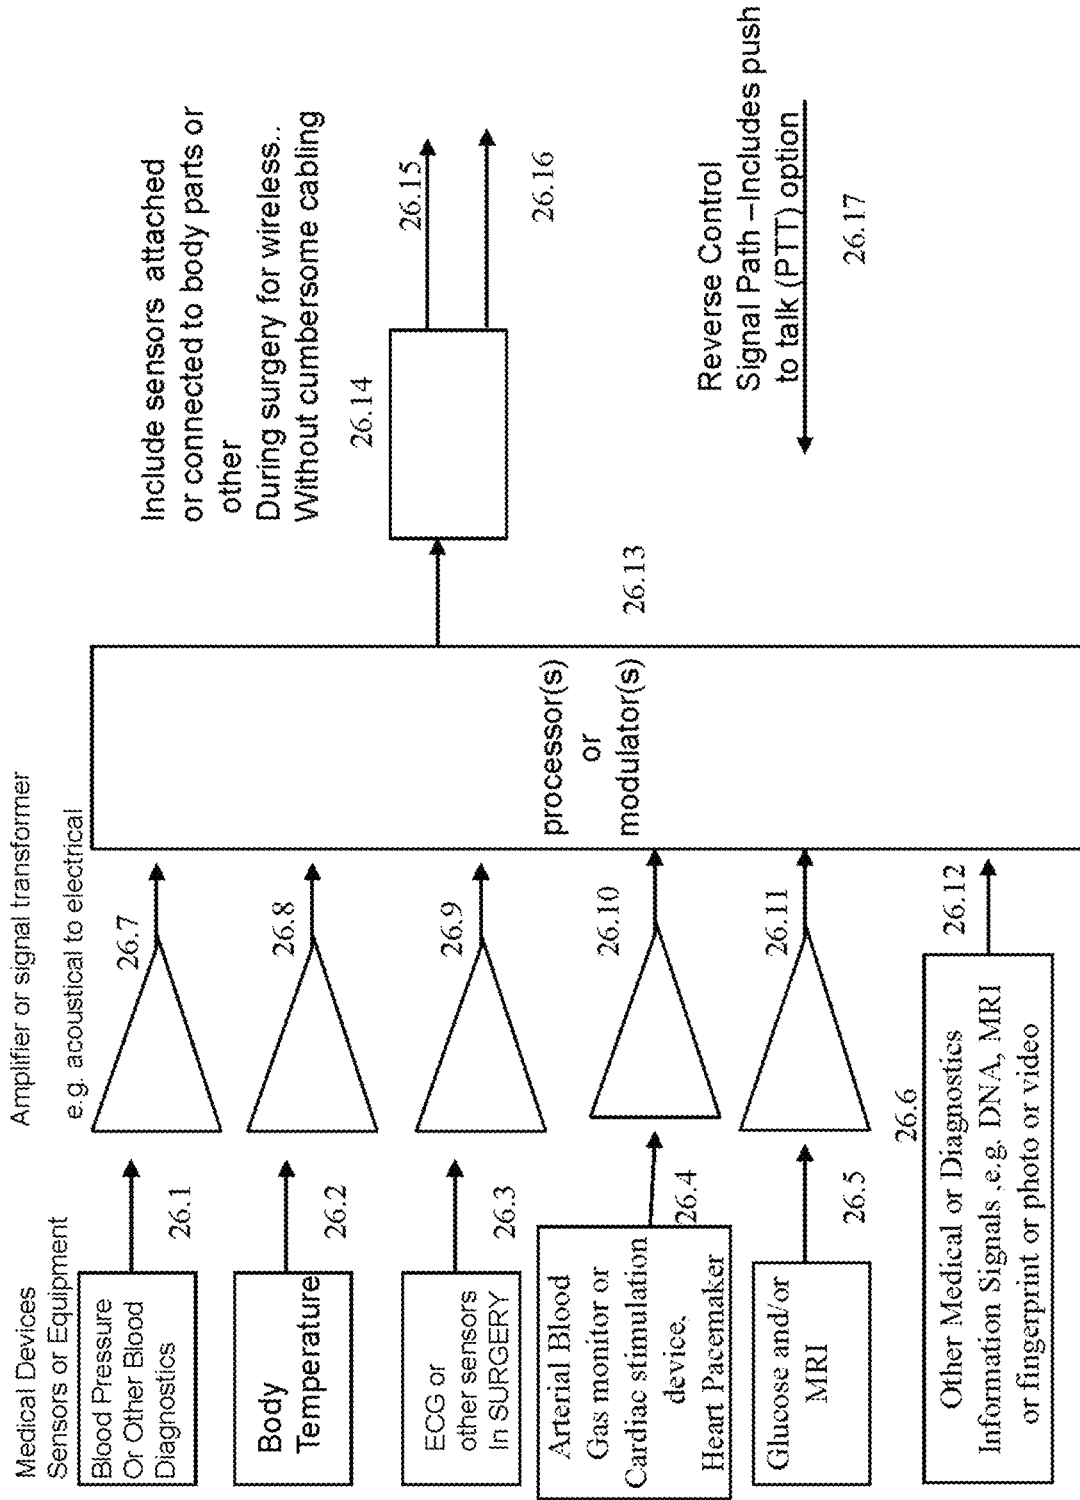 Medical Devices
Sensors or Equipment
Amplifier or signal transformer
e.g. acoustical to electrical
Blood Pressure
Or Other Blood
Diagnostics
26.1
26.7
Body
Temperature
26.2
26.8
ECG or
other sensors
In SURGERY
26.3
26.9
Arterial Blood
Gas monitor or
Cardiac stimulation
device,
Heart Pacemaker
26.4
26.10
Glucose and/or
MRI
26.5
26.11
26.6
Other Medical or Diagnostics
Information Signals ,e.g. DNA, MRI
or fingerprint or photo or video
26.12
processor(s)
or
modulator(s)
26.13
Include sensors attached
or connected to body parts or
other
During surgery for wireless..
Without cumbersome cabling
26.14
26.15
26.16
Reverse Control
Signal Path –Includes push
to talk (PTT) option
26.17